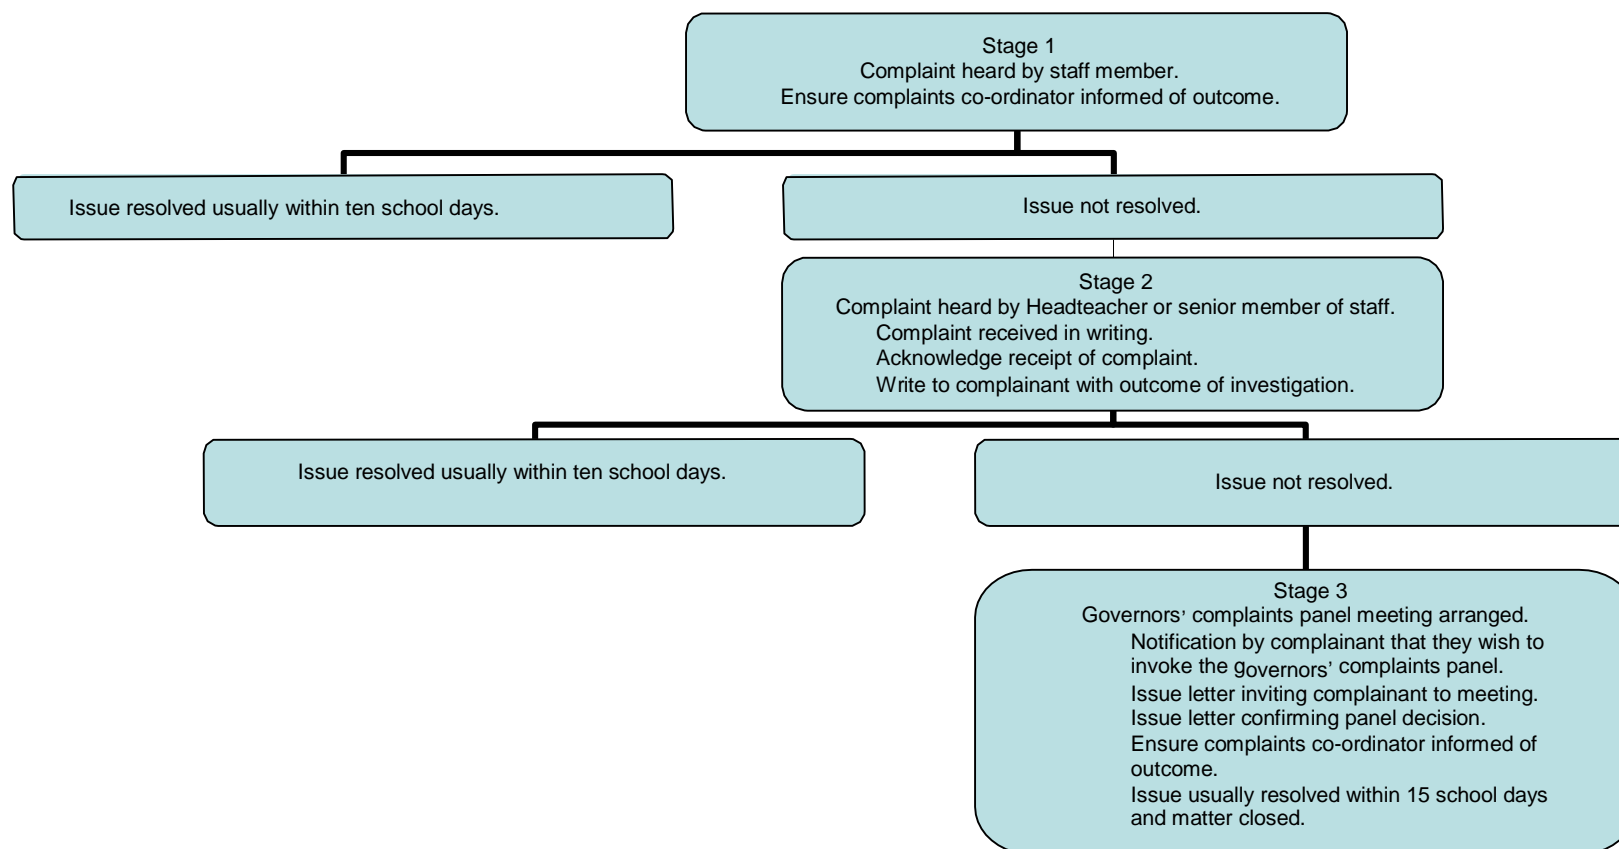 Stage 1
Complaint heard by staff member.
Ensure complaints co-ordinator informed of outcome.
Issue resolved usually within ten school days.
Issue not resolved.
Stage 2
Complaint heard by Headteacher or senior member of staff.
Complaint received in writing.
Acknowledge receipt of complaint.
Write to complainant with outcome of investigation.
Issue resolved usually within ten school days.
Issue not resolved.
Stage 3
Governors’ complaints panel meeting arranged.
Notification by complainant that they wish to
invoke the governors’ complaints panel.
Issue letter inviting complainant to meeting.
Issue letter confirming panel decision.
Ensure complaints co-ordinator informed of
outcome.
Issue usually resolved within 15 school days
and matter closed.